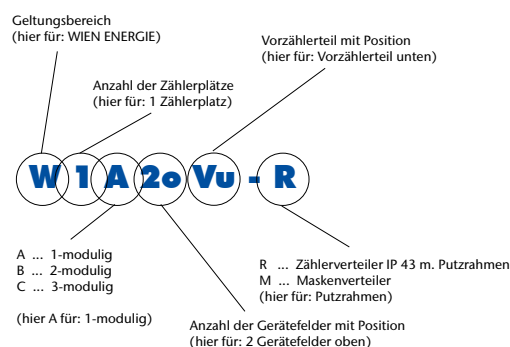 Geltungsbereich
(hier für: WIEN ENERGIE)
Vorzählerteil mit Position
(hier für: Vorzählerteil unten)
Anzahl der Zählerplätze
(hier für: 1 Zählerplatz)
W 1 A 2o Vu - R
A ... 1-modulig
B ... 2-modulig
C ... 3-modulig
(hier A für: 1-modulig)
R ... Zählerverteiler IP 43 m. Putzrahmen
M ... Maskenverteiler
(hier für: Putzrahmen)
Anzahl der Gerätefelder mit Position
(hier für: 2 Gerätefelder oben)